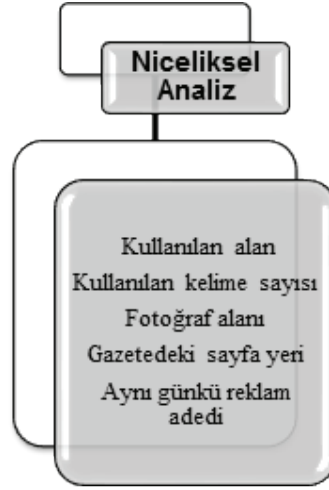 Niceliksel
Analiz
Kullanılan alan
Kullanılan kelime sayısı
Fotoğraf alanı
Gazetedeki sayfa yeri
Aynı günkü reklam
adedi